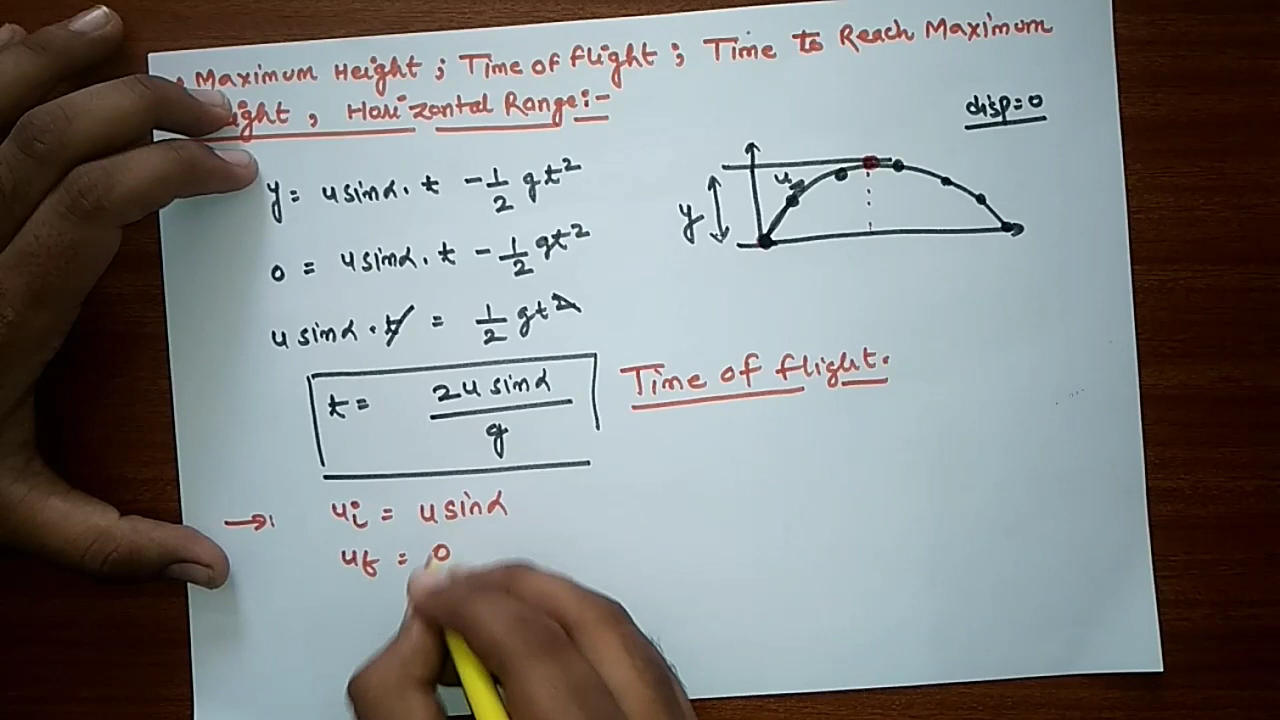 Maximum Height ; Time of flight ; Time to Reach Maximum
, Horizontal Range:-
disp=0
y = u sinα . t - 1/2 gt²
0 = u sinα . t - 1/2 gt²
u sinα . t = 1/2 gt²
t = 2u sinα / g
Time of flight.
→ ui = u sinα
uf = 0
u
y